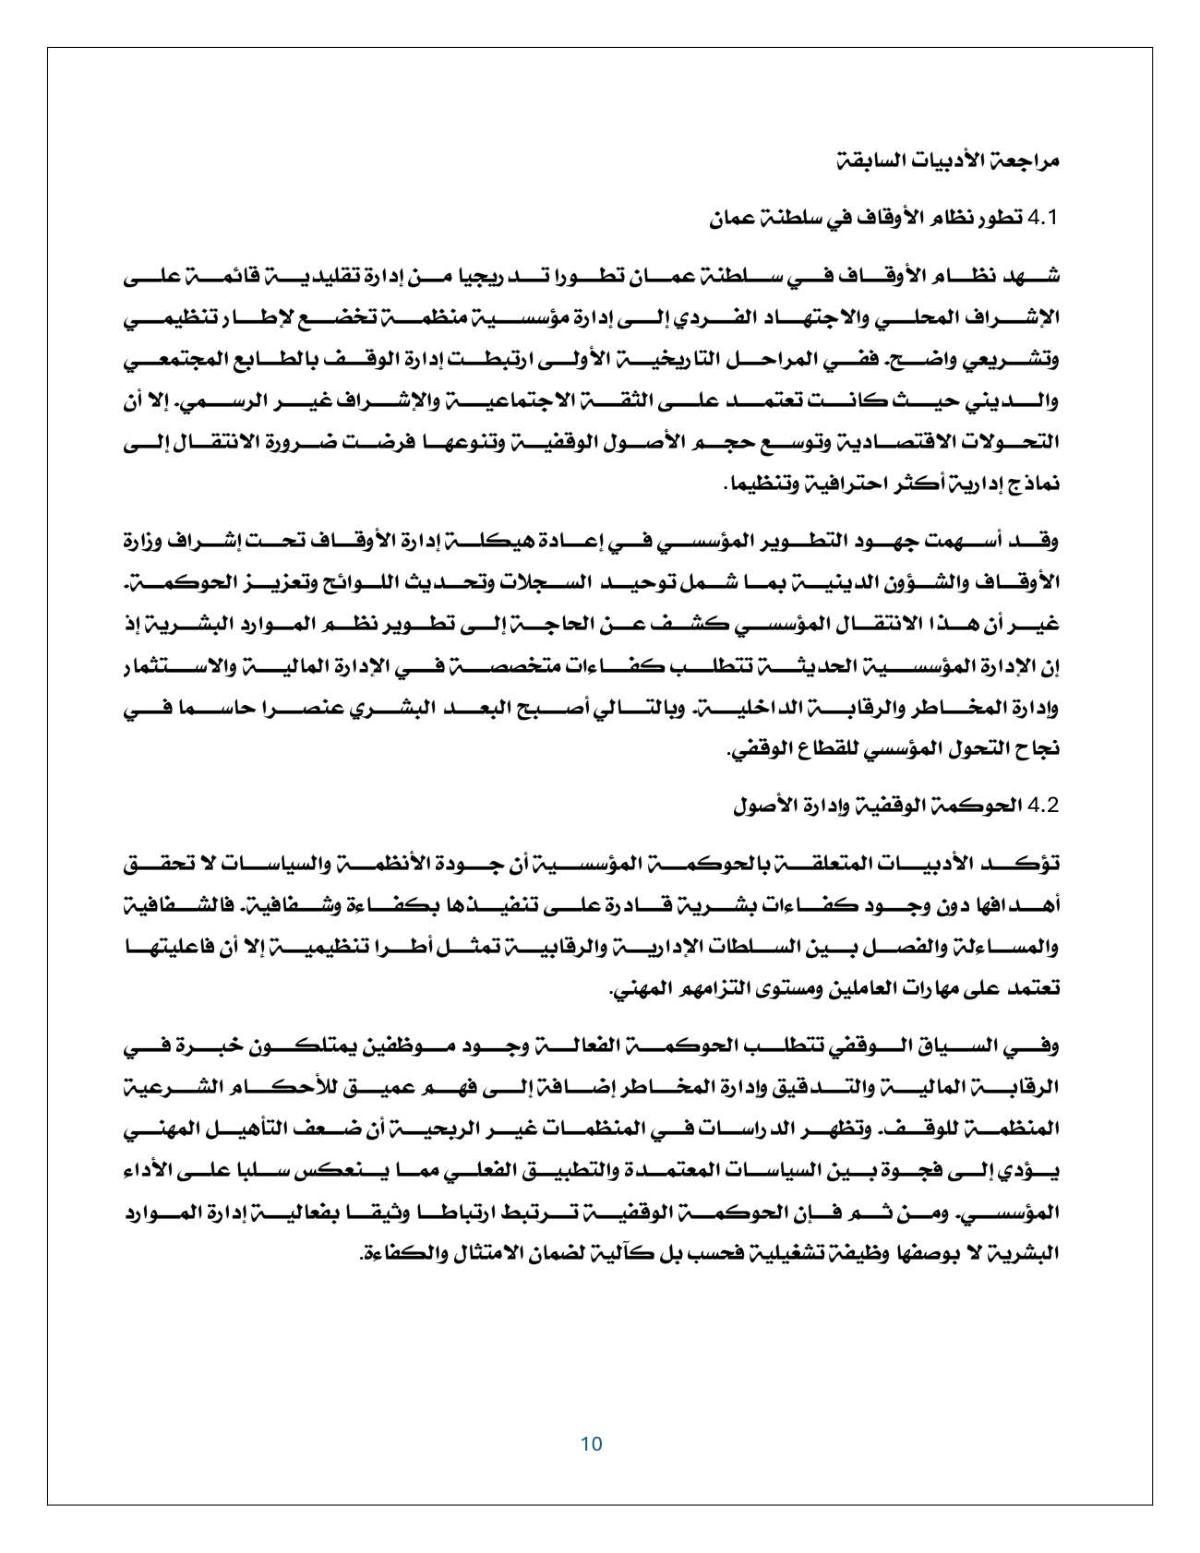 مراجعة الأدبيات السابقة
4.1 تطور نظام الأوقاف في سلطنة عمان
شهد نظام الأوقاف في سلطنة عمان تطورا تدريجيا من إدارة تقليدية قائمة على
الإشراف المحلي والاجتهاد الفردي إلى إدارة مؤسسية منظمة تخضع لإطار تنظيمي
وتشريعي واضح. ففي المراحل التاريخية الأولى ارتبطت إدارة الوقف بالطابع المجتمعي
والديني حيث كانت تعتمد على الثقة الاجتماعية والإشراف غير الرسمي. إلا أن
التحولات الاقتصادية وتوسع حجم الأصول الوقفية وتنوعها فرضت ضرورة الانتقال إلى
نماذج إدارية أكثر احترافية وتنظيما.
وقد أسهمت جهود التطوير المؤسسي في إعادة هيكلة إدارة الأوقاف تحت إشراف وزارة
الأوقاف والشؤون الدينية بما شمل توحيد السجلات وتحديث اللوائح وتعزيز الحوكمة.
غير أن هذا الانتقال المؤسسي كشف عن الحاجة إلى تطوير نظم الموارد البشرية إذ
إن الإدارة المؤسسية الحديثة تتطلب كفاءات متخصصة في الإدارة المالية والاستثمار
وإدارة المخاطر والرقابة الداخلية. وبالتالي أصبح البعد البشري عنصرا حاسما في
نجاح التحول المؤسسي للقطاع الوقفي.
4.2 الحوكمة الوقفية وإدارة الأصول
تؤكد الأدبيات المتعلقة بالحوكمة المؤسسية أن جودة الأنظمة والسياسات لا تحقق
أهدافها دون وجود كفاءات بشرية قادرة على تنفيذها بكفاءة وشفافية. فالشفافية
والمساءلة والفصل بين السلطات الإدارية والرقابية تمثل أطرا تنظيمية إلا أن فاعليتها
تعتمد على مهارات العاملين ومستوى التزامهم المهني.
وفي السياق الوقفي تتطلب الحوكمة الفعالة وجود موظفين يمتلكون خبرة في
الرقابة المالية والتدقيق وإدارة المخاطر إضافة إلى فهم عميق للأحكام الشرعية
المنظمة للوقف. وتظهر الدراسات في المنظمات غير الربحية أن ضعف التأهيل المهني
يؤدي إلى فجوة بين السياسات المعتمدة والتطبيق الفعلي مما ينعكس سلبا على الأداء
المؤسسي. ومن ثم فإن الحوكمة الوقفية ترتبط ارتباطا وثيقا بفعالية إدارة الموارد
البشرية لا بوصفها وظيفة تشغيلية فحسب بل كآلية لضمان الامتثال والكفاءة.
10